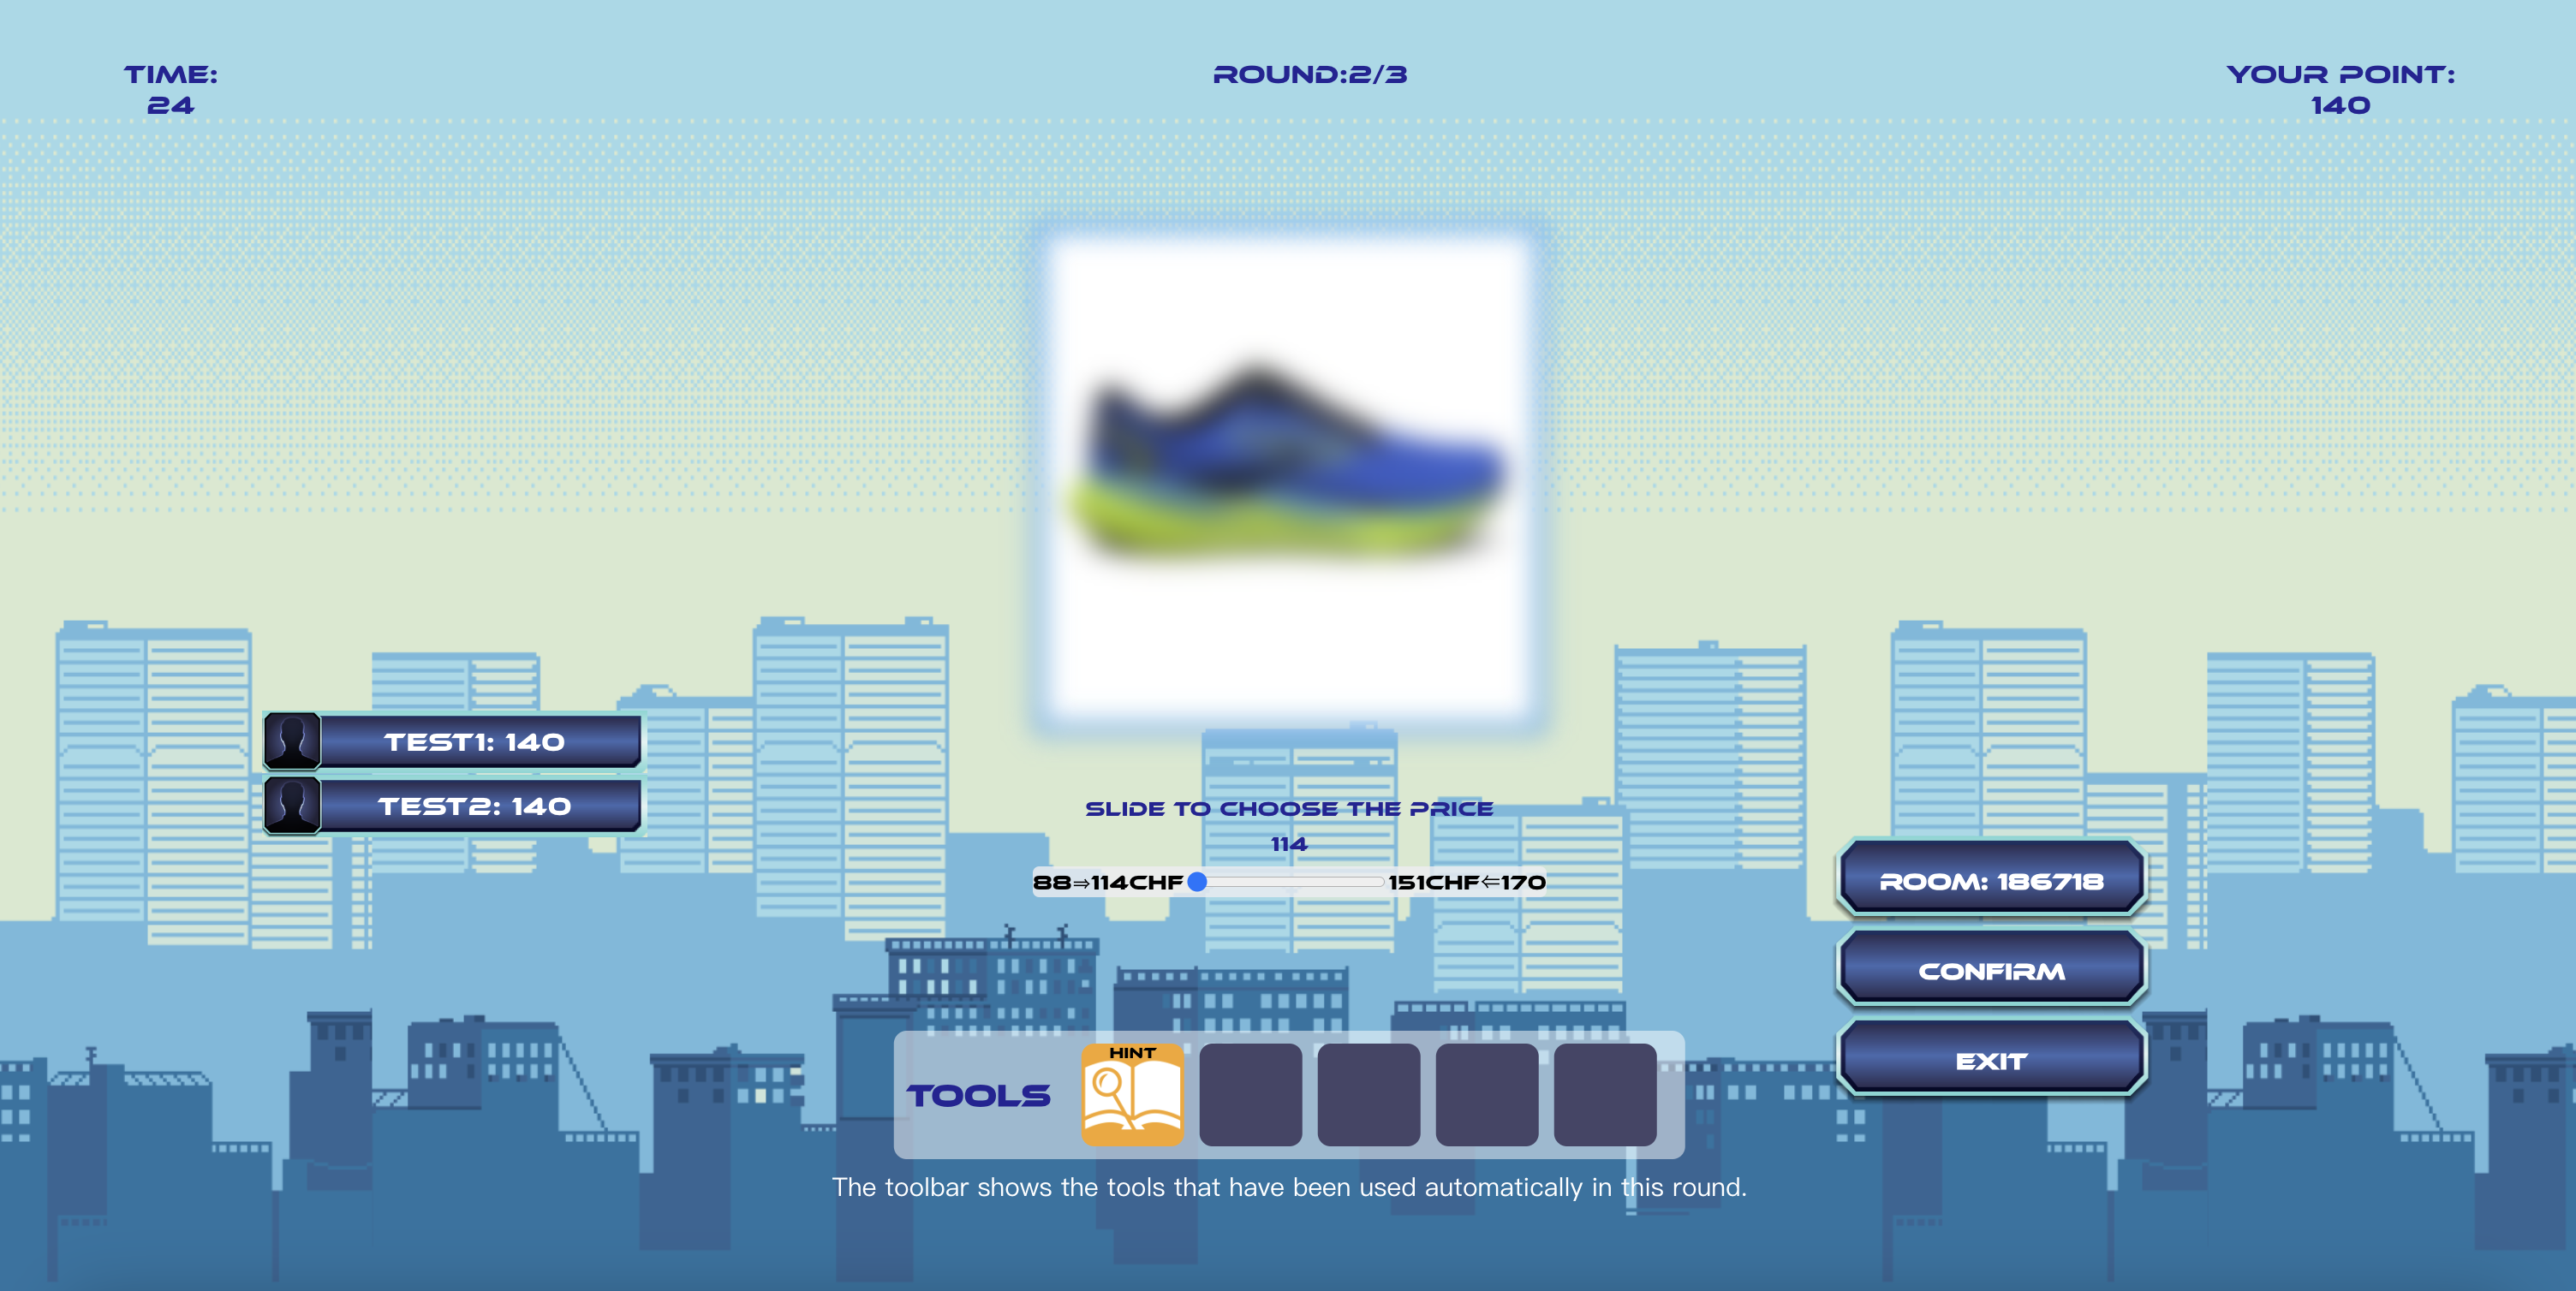 TIME:
24
ROUND:2/3
YOUR POINT:
140
TEST1: 140
TEST2: 140
SLIDE TO CHOOSE THE PRICE
114
88⇒114CHF
151CHF⇐170
ROOM: 186718
CONFIRM
EXIT
TOOLS
HINT
The toolbar shows the tools that have been used automatically in this round.